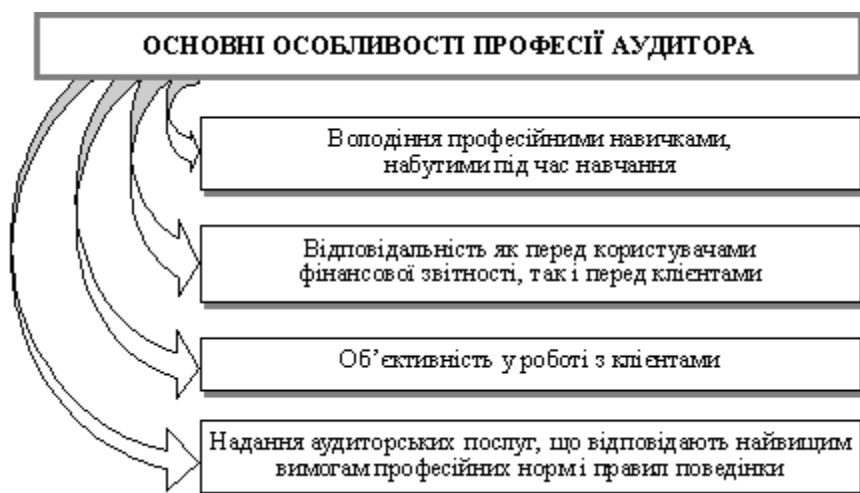 ОСНОВНІ ОСОБЛИВОСТІ ПРОФЕСІЇ АУДИТОРА
Володіння професійними навичками,
набутими під час навчання
Відповідальність як перед користувачами
фінансової звітності, так і перед клієнтами
Об’єктивність у роботі з клієнтами
Надання аудиторських послуг, що відповідають найвищим
вимогам професійних норм і правил поведінки